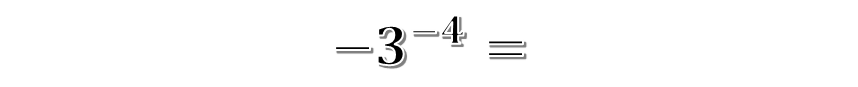 −3⁻⁴ =